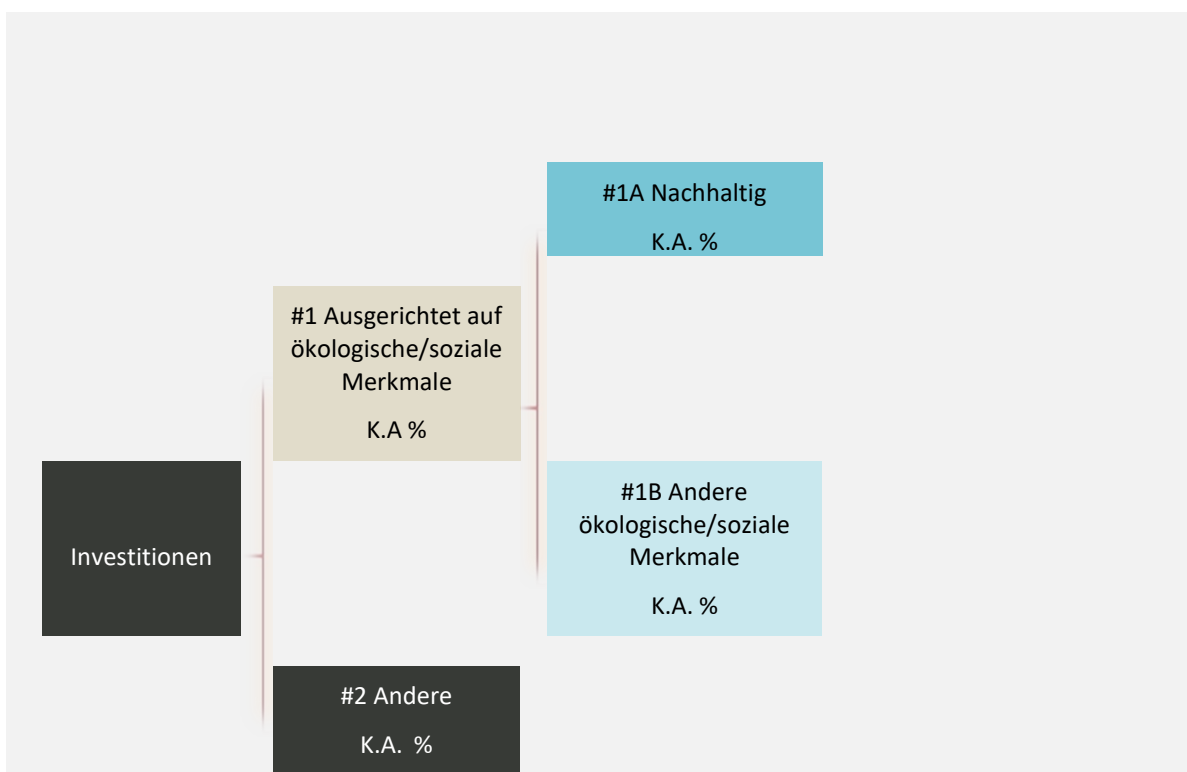 #1A Nachhaltig
K.A. %
#1 Ausgerichtet auf
ökologische/soziale
Merkmale
K.A %
#1B Andere
ökologische/soziale
Merkmale
K.A. %
Investitionen
#2 Andere
K.A. %